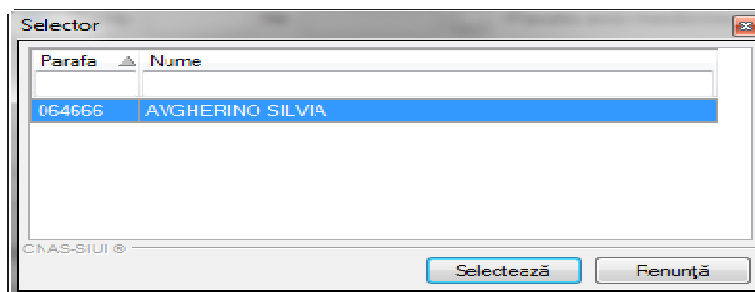 Selector
Parafa Nume
064666 AVGHERINO SILVIA
CNAS-SIUI ®
Selectează Renunţă